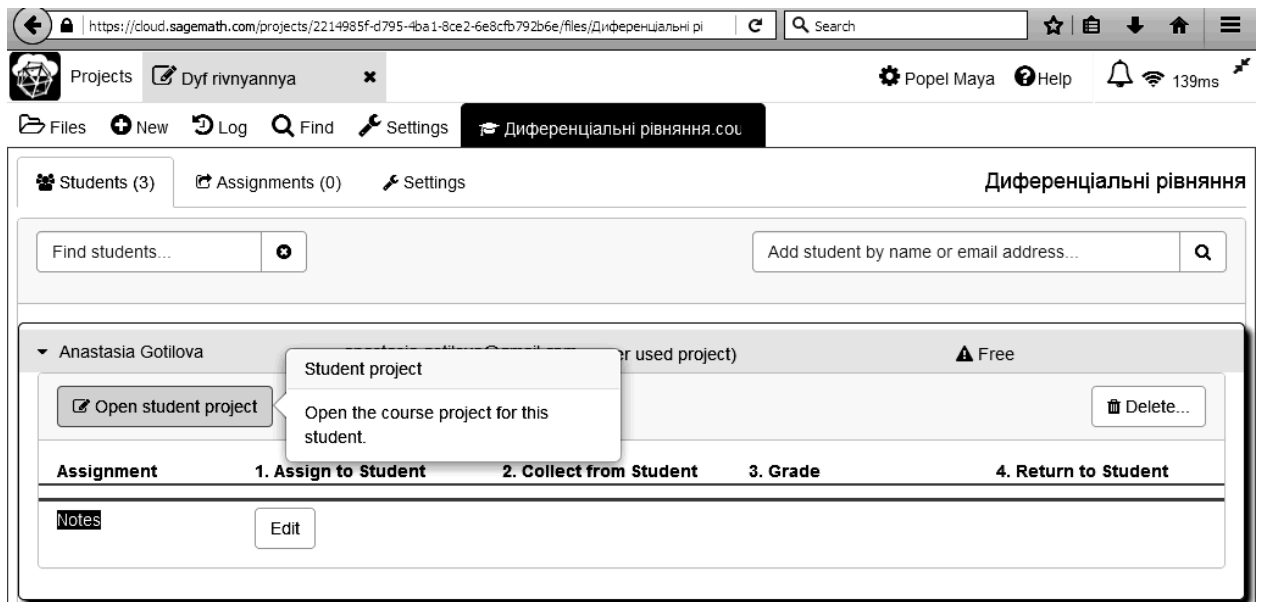 https://cloud.sagemath.com/projects/2214985f-d795-4ba1-8ce2-6e8cfb792b6e/files/Диференціальні рі Search
Projects Dyf rivnyannya Popel Maya Help 139ms
Files New Log Find Settings Диференціальні рівняння.cou
Students (3) Assignments (0) Settings Диференціальні рівняння
Find students... Add student by name or email address...
Anastasia Gotilova used project) Free
Student project
Open student project Open the course project for this Delete...
student.
Assignment 1. Assign to Student 2. Collect from Student 3. Grade 4. Return to Student
Notes Edit